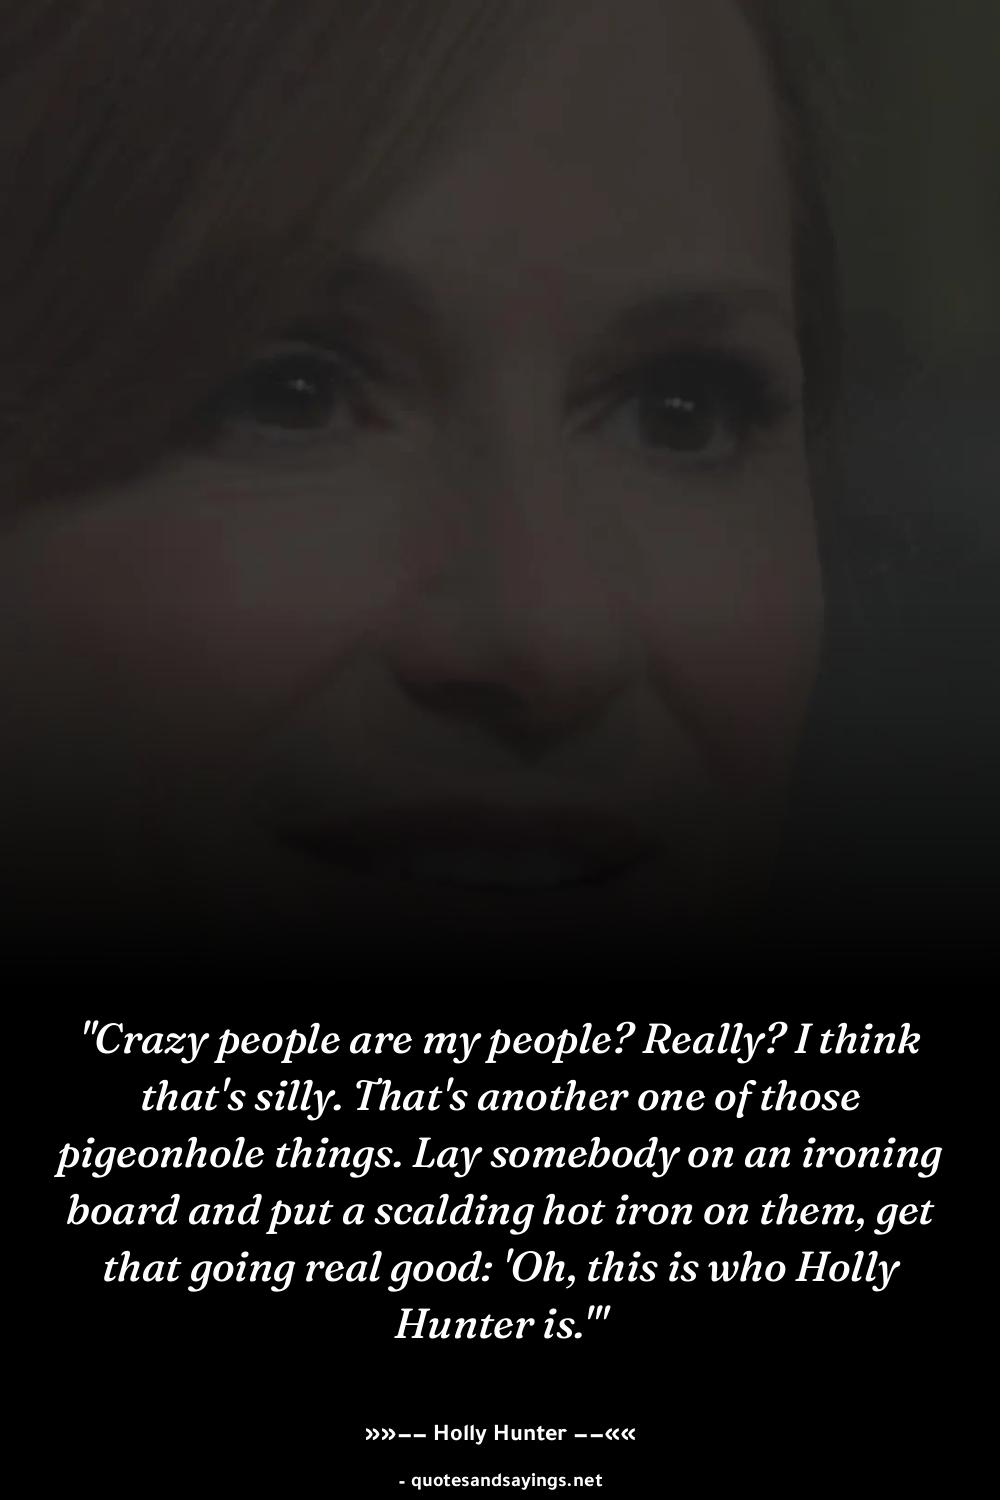 "Crazy people are my people? Really? I think
that's silly. That's another one of those
pigeonhole things. Lay somebody on an ironing
board and put a scalding hot iron on them, get
that going real good: 'Oh, this is who Holly
Hunter is.'"
»»−− Holly Hunter −−««
- quotesandsayings.net